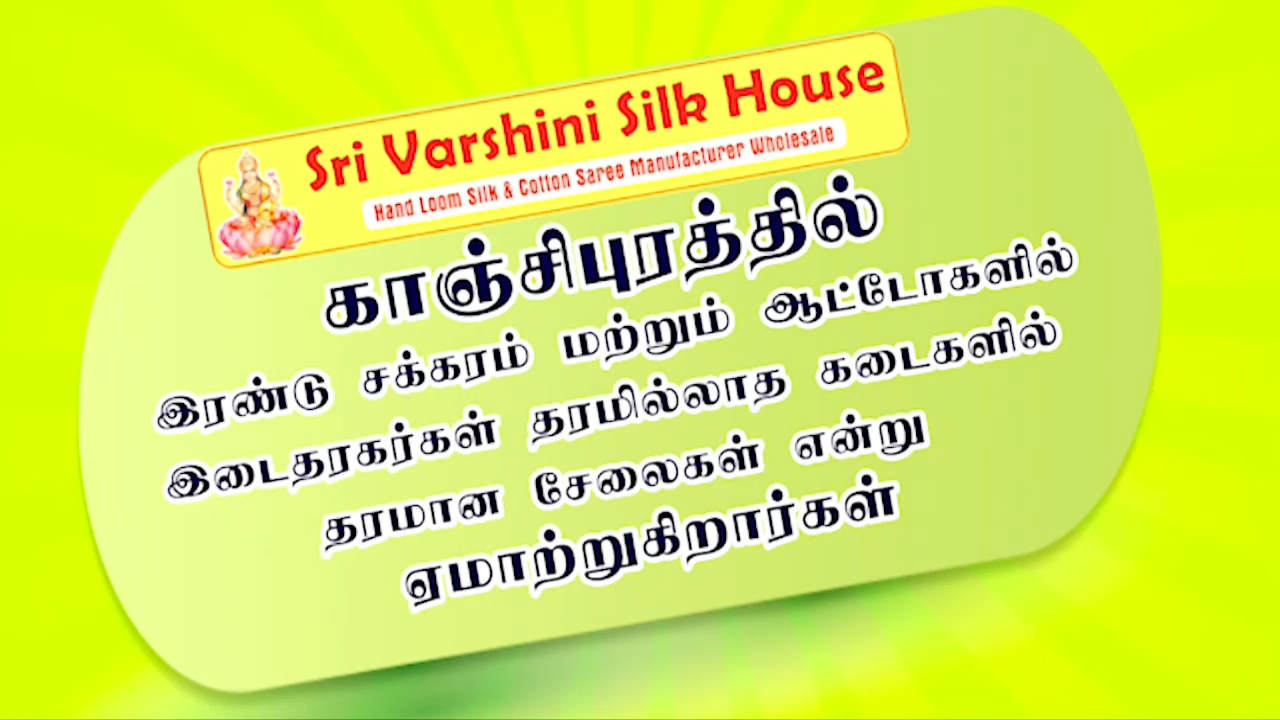 Sri Varshini Silk House
Hand Loom Silk & Cotton Saree Manufacturer Wholesale
காஞ்சிபுரத்தில்
இரண்டு சக்கரம் மற்றும் ஆட்டோகளில்
இடைதரகர்கள் தரமில்லாத கடைகளில்
தரமான சேலைகள் என்று
ஏமாற்றுகிறார்கள்